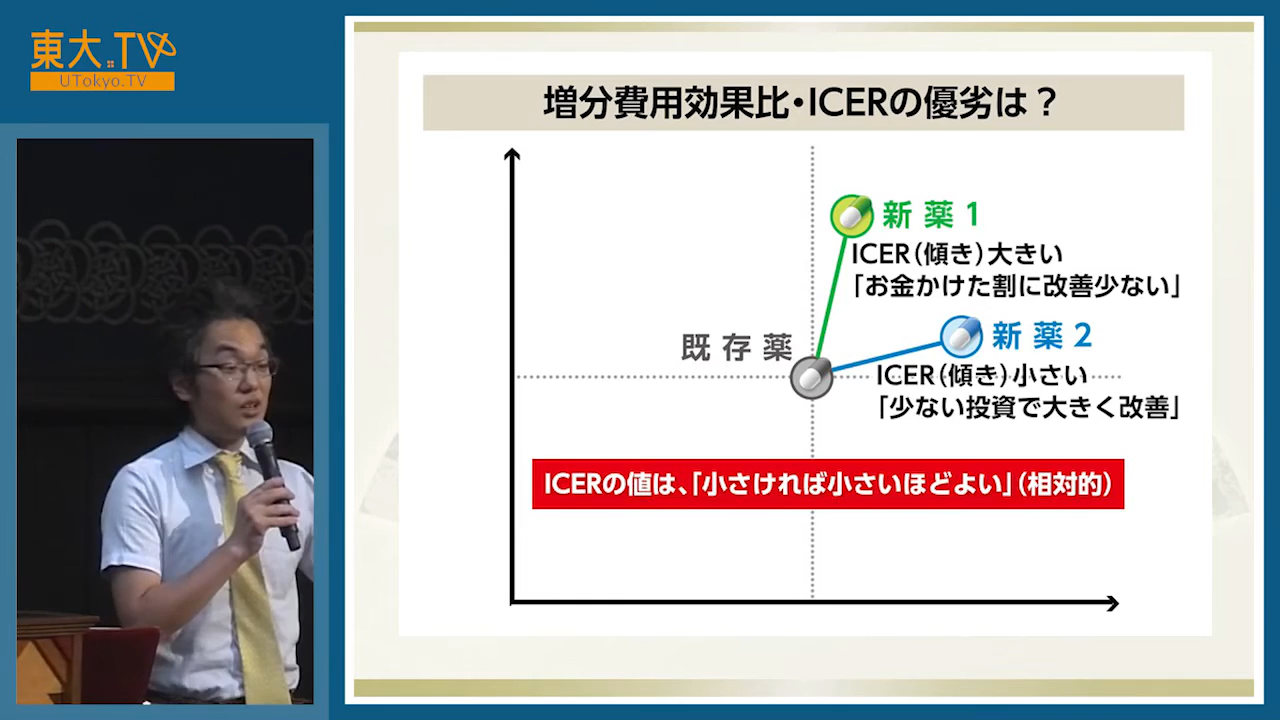 東大.TV
UTokyo.TV
増分費用効果比・ICERの優劣は？
新薬1
ICER（傾き）大きい
「お金かけた割に改善少ない」
既存薬
新薬2
ICER（傾き）小さい
「少ない投資で大きく改善」
ICERの値は、「小さければ小さいほどよい」（相対的）